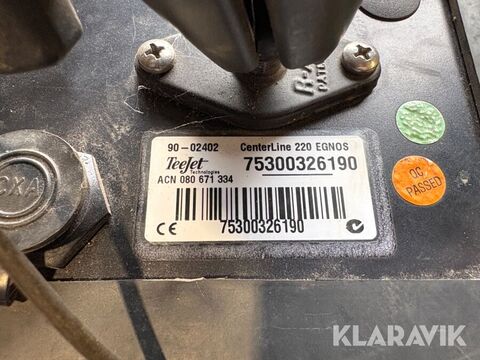 90-02402 CenterLine 220 EGNOS
TeeJet
Technologies
75300326190
ACN 080 671 334
75300326190
CE
QC
PASSED
KLARAVIK